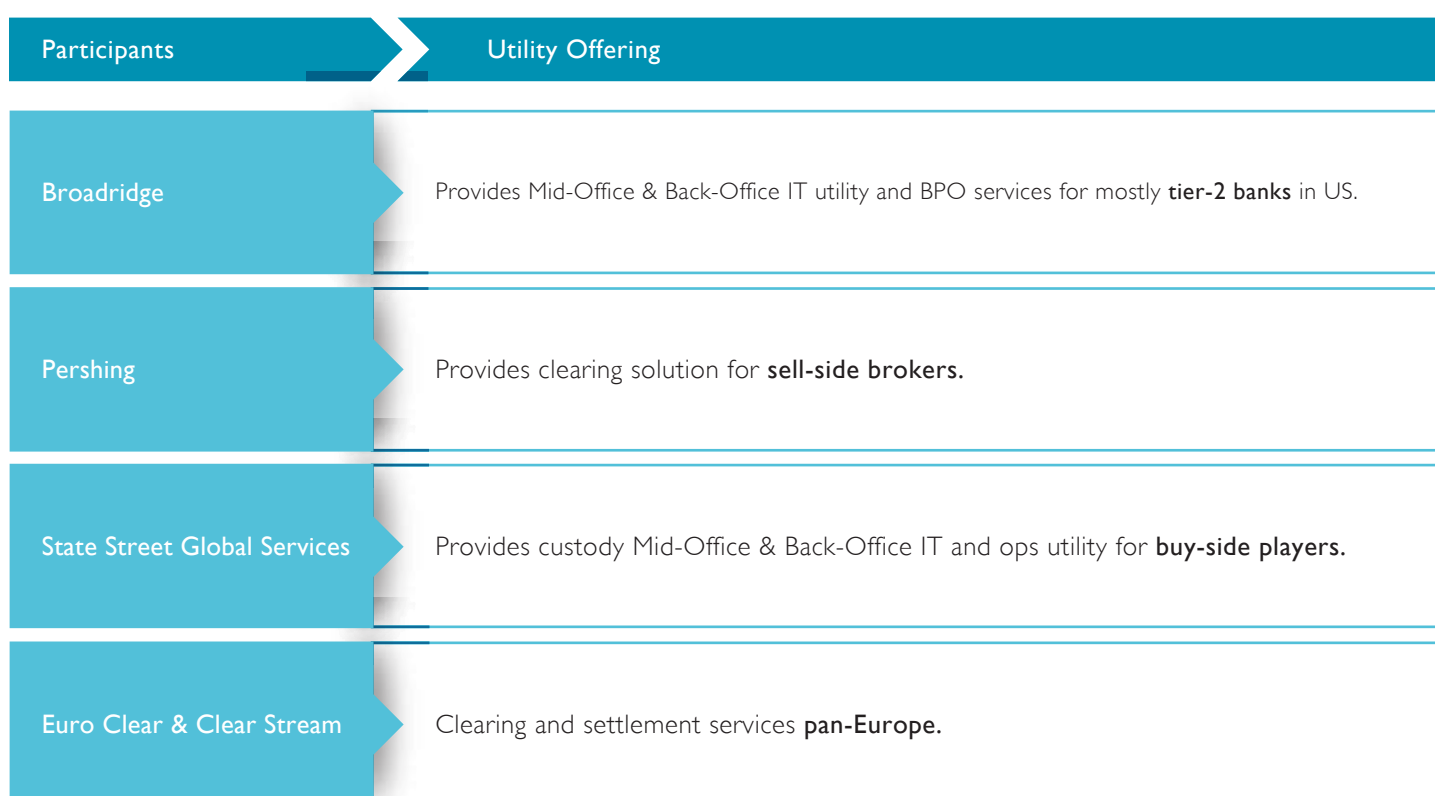 Participants
Utility Offering
Broadridge
Provides Mid-Office & Back-Office IT utility and BPO services for mostly tier-2 banks in US.
Pershing
Provides clearing solution for sell-side brokers.
State Street Global Services
Provides custody Mid-Office & Back-Office IT and ops utility for buy-side players.
Euro Clear & Clear Stream
Clearing and settlement services pan-Europe.